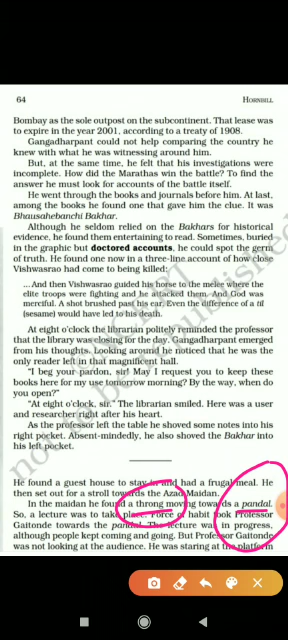 64 HORNBILL
Bombay as the sole outpost on the subcontinent. That lease was
to expire in the year 2001, according to a treaty of 1908.
Gangadharpant could not help comparing the country he
knew with what he was witnessing around him.
But, at the same time, he felt that his investigations were
incomplete. How did the Marathas win the battle? To find the
answer he must look for accounts of the battle itself.
He went through the books and journals before him. At last,
among the books he found one that gave him the clue. It was
Bhausahebanchi Bakhar.
Although he seldom relied on the Bakhars for historical
evidence, he found them entertaining to read. Sometimes, buried
in the graphic but doctored accounts, he could spot the germ
of truth. He found one now in a three-line account of how close
Vishwasrao had come to being killed:
...And then Vishwasrao guided his horse to the melee where the
elite troops were fighting and he attacked them. And God was
merciful. A shot brushed past his ear. Even the difference of a til
(sesame) would have led to his death.
At eight o'clock the librarian politely reminded the professor
that the library was closing for the day. Gangadharpant emerged
from his thoughts. Looking around he noticed that he was the
only reader left in that magnificent hall.
"I beg your pardon, sir! May I request you to keep these
books here for my use tomorrow morning? By the way, when do
you open?"
"At eight o'clock, sir." The librarian smiled. Here was a user
and researcher right after his heart.
As the professor left the table he shoved some notes into his
right pocket. Absent-mindedly, he also shoved the Bakhar into
his left pocket.
He found a guest house to stay in and had a frugal meal. He
then set out for a stroll towards the Azad Maidan.
In the maidan he found a throng moving towards a pandal.
So, a lecture was to take place. Force of habit took Professor
Gaitonde towards the pandal. The lecture was in progress,
although people kept coming and going. But Professor Gaitonde
was not looking at the audience. He was staring at the platform